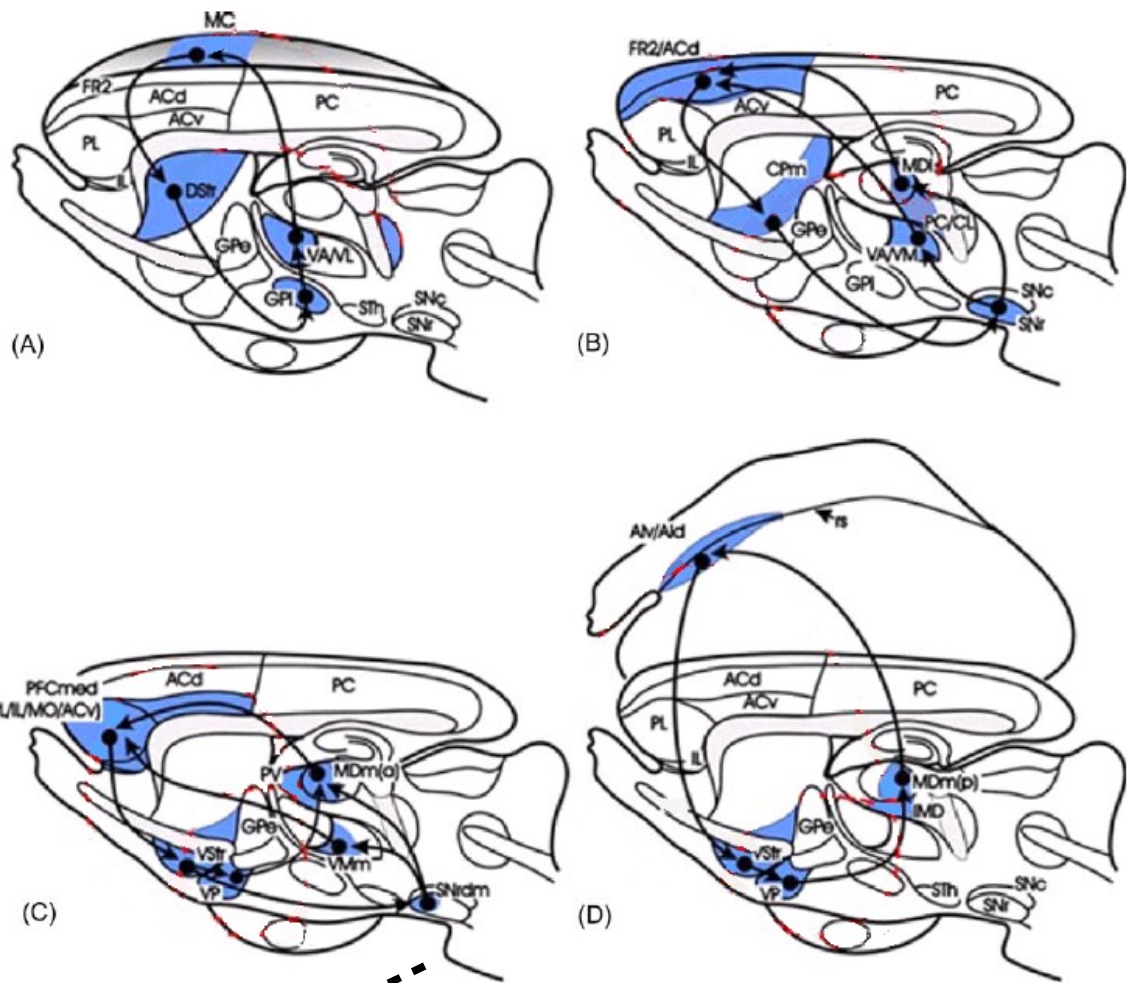 MC
FR2
ACd
PC
ACv
PL
IL
DStr
GPe
VA/VL
GPI
STh
SNc
SNr
(A)
FR2/ACd
PC
ACv
PL
IL
CPm
MDl
GPe
PC/CL
VA/VM
GPI
SNc
SNr
(B)
PFCmed
L/IL/MO/ACv)
ACd
PC
PV
MDm(a)
GPe
VStr
VMm
VP
SNrdm
(C)
AIv/AId
rs
ACd
PC
ACv
PL
IL
MDm(p)
IMD
GPe
VStr
VP
STh
SNc
SNr
(D)